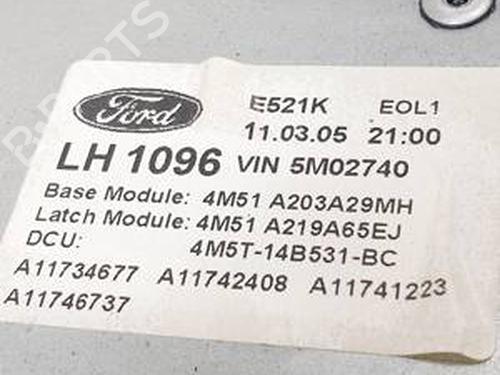 B-PARTS
Ford
E521K EOL1
11.03.05 21:00
LH 1096 VIN 5M02740
Base Module: 4M51 A203A29MH
Latch Module: 4M51 A219A65EJ
DCU: 4M5T-14B531-BC
A11734677 A11742408 A11741223
A11746737